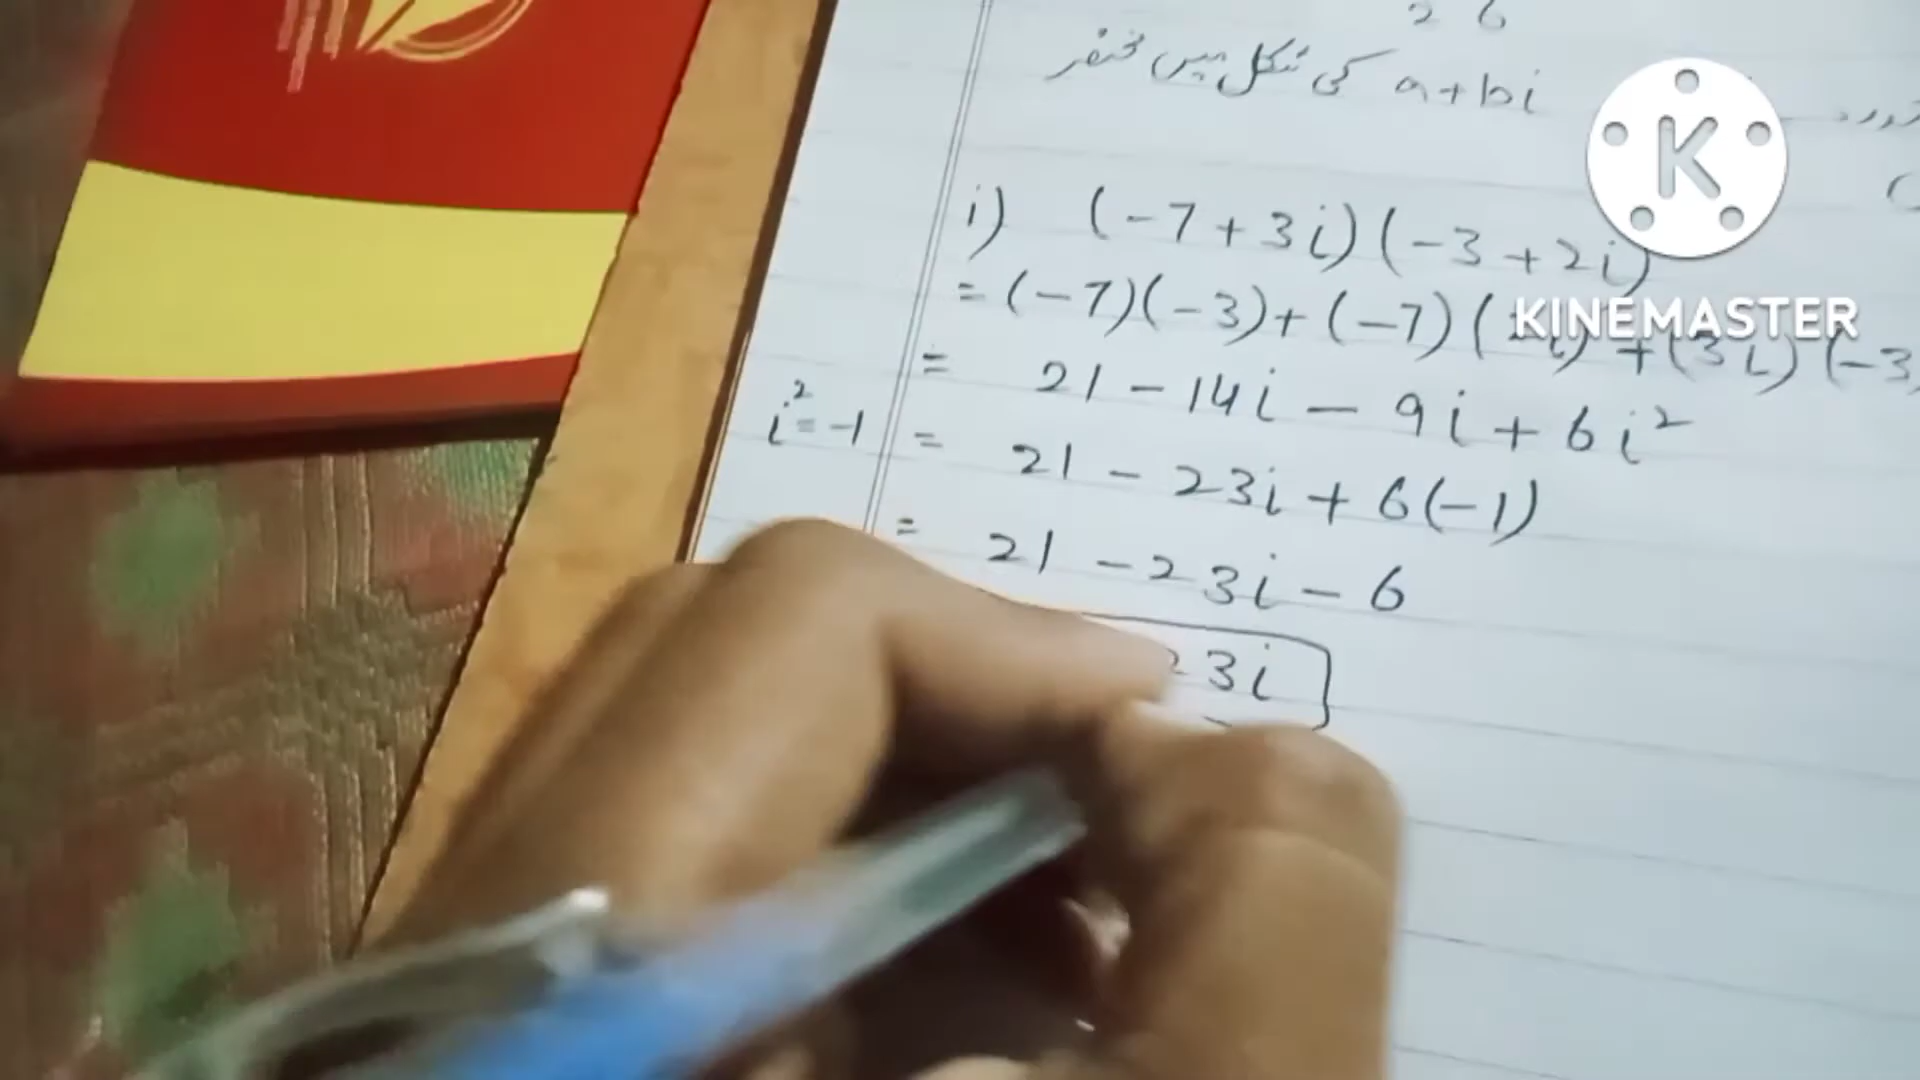 2 6
a+bi کی شکل میں مختصر
i) (-7+3i)(-3+2i)
= (-7)(-3)+(-7)( i)+(3i)(-3
= 21-14i-9i+6i²
i²=-1
= 21-23i+6(-1)
= 21-23i-6
23i
KINEMASTER